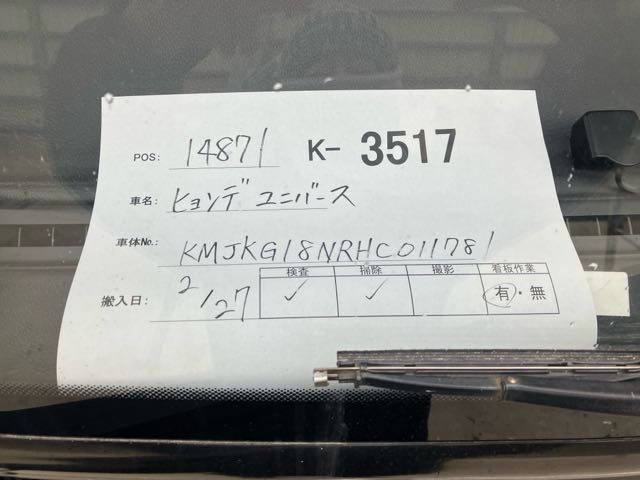 POS: 14871 K- 3517
車名: ヒョンデ ユニバース
車体No.: KMJKG18NRHC011781
搬入日: 2/27
検査 掃除 撮影 看板作業
✓ ✓ 有・無